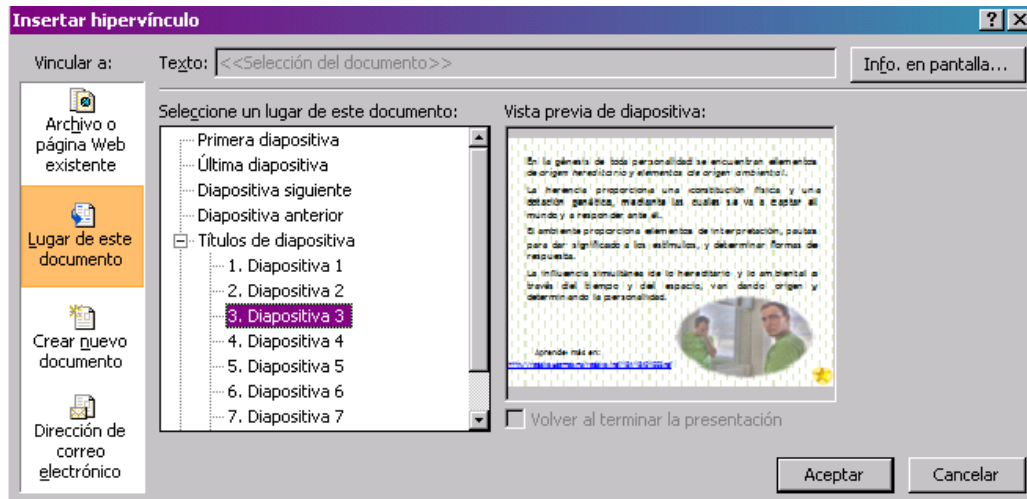 Insertar hipervínculo
Vincular a:
Texto: <<Selección del documento>>
Info. en pantalla...
Archivo o
página Web
existente
Lugar de este
documento
Crear nuevo
documento
Dirección de
correo
electrónico
Seleccione un lugar de este documento:
Primera diapositiva
Última diapositiva
Diapositiva siguiente
Diapositiva anterior
Títulos de diapositiva
1. Diapositiva 1
2. Diapositiva 2
3. Diapositiva 3
4. Diapositiva 4
5. Diapositiva 5
6. Diapositiva 6
7. Diapositiva 7
Vista previa de diapositiva:
En la génesis de toda personalidad se encuentran elementos
de origen hereditario y elementos de origen ambiental.
La herencia proporciona una constitución física y una
dotación genética, mediante las cuales se va a captar el
mundo y a responder ante él.
El ambiente proporciona elementos de interpretación, pautas
para dar significado a los estímulos, y determinar formas de
respuesta.
La influencia simultánea de lo hereditario y lo ambiental a
través del tiempo y del espacio, van dando origen y
determinando la personalidad.
Aprender más en:
Volver al terminar la presentación
Aceptar
Cancelar